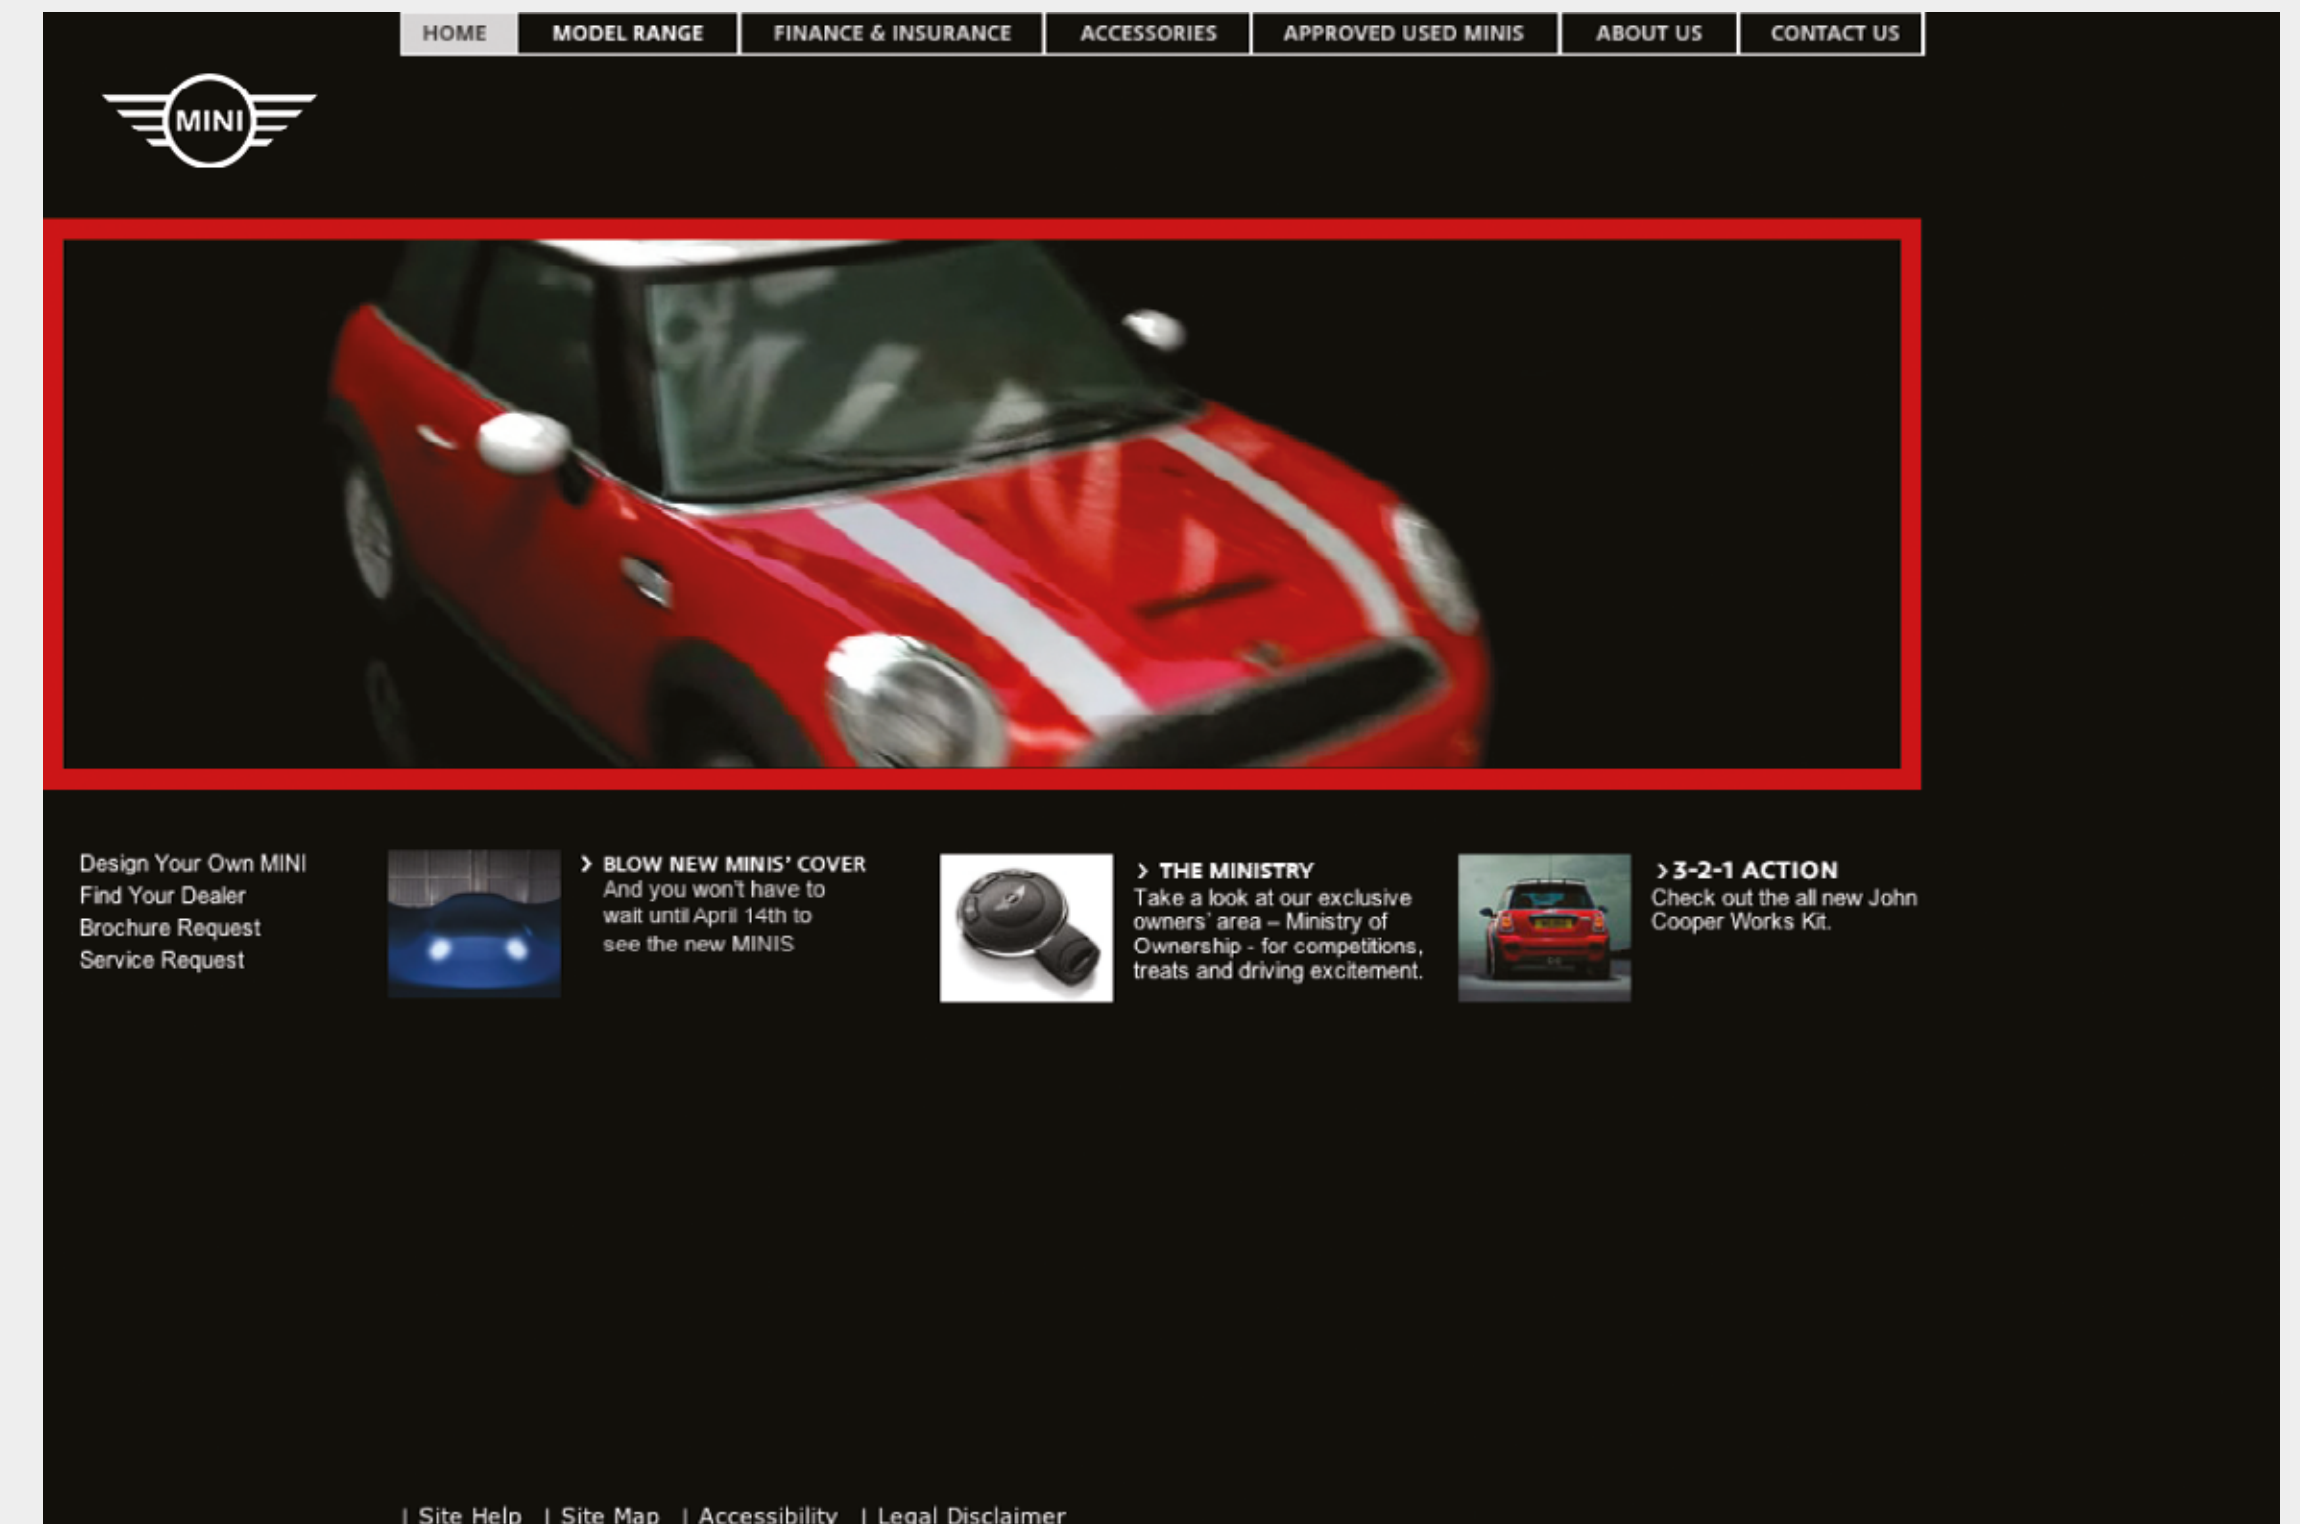 HOME MODEL RANGE FINANCE & INSURANCE ACCESSORIES APPROVED USED MINIS ABOUT US CONTACT US
MINI
Design Your Own MINI
Find Your Dealer
Brochure Request
Service Request
> BLOW NEW MINIS' COVER
And you won't have to
wait until April 14th to
see the new MINIS
> THE MINISTRY
Take a look at our exclusive
owners' area – Ministry of
Ownership - for competitions,
treats and driving excitement.
>3-2-1 ACTION
Check out the all new John
Cooper Works Kit.
| Site Help | Site Map | Accessibility | Legal Disclaimer